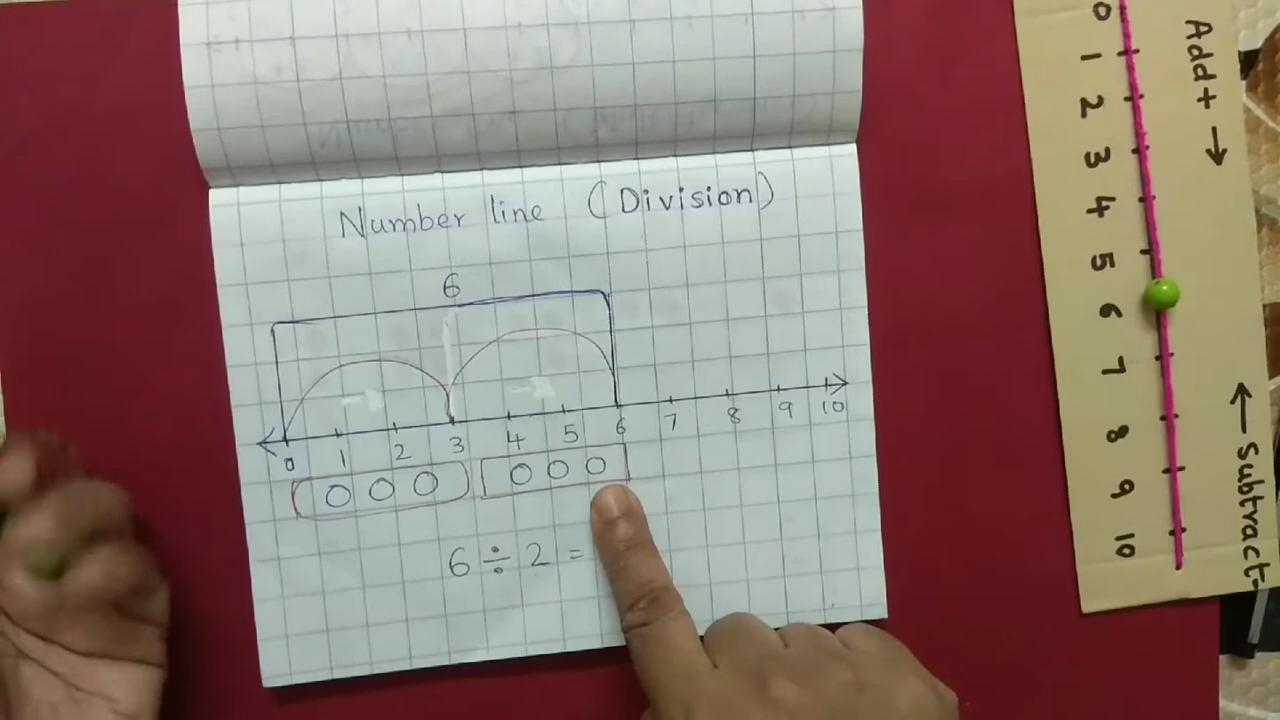 Number line (Division)
6
0 1 2 3 4 5 6 7 8 9 10
6 ÷ 2 =
Add + →
0 1 2 3 4 5 6 7 8 9 10
← Subtract-